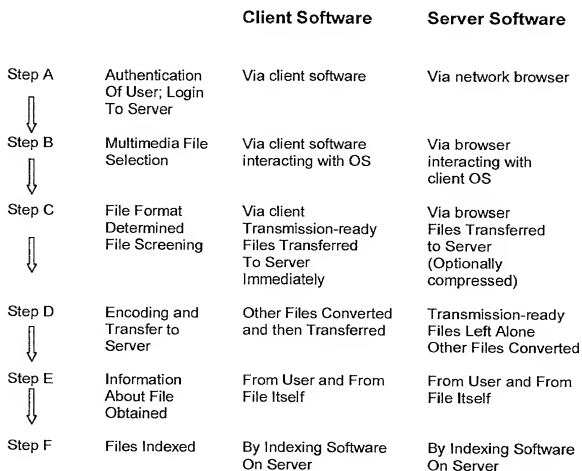 Client Software Server Software
Step A Authentication Via client software Via network browser
Of User; Login
To Server
Step B Multimedia File Via client software Via browser
Selection interacting with OS interacting with
client OS
Step C File Format Via client Via browser
Determined Transmission-ready Files Transferred
File Screening Files Transferred to Server
To Server (Optionally
Immediately compressed)
Step D Encoding and Other Files Converted Transmission-ready
Transfer to and then Transferred Files Left Alone
Server Other Files Converted
Step E Information From User and From From User and From
About File File Itself File Itself
Obtained
Step F Files Indexed By Indexing Software By Indexing Software
On Server On Server